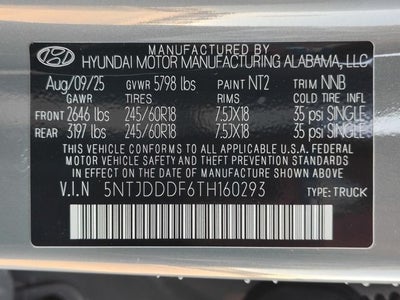 MANUFACTURED BY
HYUNDAI MOTOR MANUFACTURING ALABAMA, LLC
Aug/09/25 GVWR 5798 lbs PAINT NT2 TRIM NNB
GAWR TIRES RIMS COLD TIRE INF
FRONT 2646 lbs 245/60R18 7.5JX18 35 psi SINGLE
REAR 3197 lbs 245/60R18 7.5JX18 35 psi SINGLE
THIS VEHICLE CONFORMS TO ALL APPLICABLE U.S.A. FEDERAL
MOTOR VEHICLE SAFETY AND BUMPER STANDARDS IN EFFECT
ON THE DATE OF MANUFACTURE SHOWN ABOVE.
V.I.N 5NTJDDDF6TH160293 TYPE: TRUCK